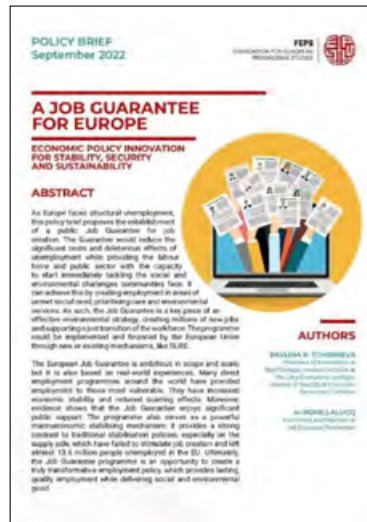 POLICY BRIEF
September 2022
FEPS
FOUNDATION FOR EUROPEAN
PROGRESSIVE STUDIES
A JOB GUARANTEE
FOR EUROPE
ECONOMIC POLICY INNOVATION
FOR STABILITY, SECURITY
AND SUSTAINABILITY
ABSTRACT
As Europe faces structural unemployment,
this policy brief proposes the establishment
of a public Job Guarantee for job
creation. The Guarantee would reduce the
significant costs and deleterious effects of
unemployment while providing the labour
force and public sector with the capacity
to start immediately tackling the social and
environmental challenges communities face. It
can achieve this by creating employment in areas of
unmet social need, prioritising care and environmental
services. As such, the Job Guarantee is a key piece of an
effective environmental strategy, creating millions of new jobs
and supporting a just transition of the workforce. The programme
could be implemented and financed by the European Union
through new or existing mechanisms, like SURE.
The European Job Guarantee is ambitious in scope and scale,
but it is also based on real-world experiences. Many direct
employment programmes around the world have provided
employment to those most vulnerable. They have increased
economic stability and reduced scarring effects. Moreover,
evidence shows that the Job Guarantee enjoys significant
public support. The programme also serves as a powerful
macroeconomic stabilising mechanism. It provides a strong
contrast to traditional stabilisation policies, especially on the
supply side, which have failed to stimulate job creation and left
almost 13.6 million people unemployed in the EU. Ultimately,
the Job Guarantee programme is an opportunity to create a
truly transformative employment policy, which provides lasting,
quality employment while delivering social and environmental
good.
AUTHORS
PAVLINA R. TCHERNEVA